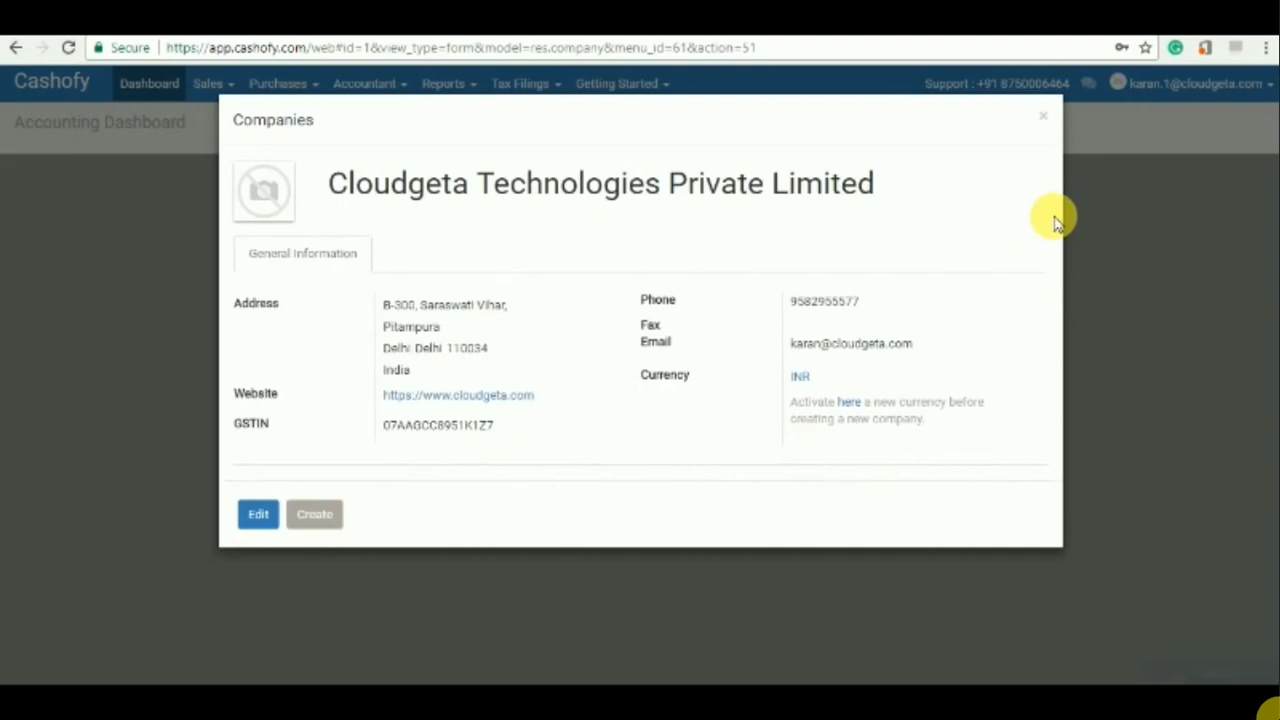 Secure https://app.cashofy.com/web#id=1&view_type=form&model=res.company&menu_id=61&action=51
Cashofy Dashboard Sales Purchases Accountant Reports Tax Filings Getting Started Support : +91 8750006464 karan.1@cloudgeta.com
Accounting Dashboard
Companies ×
Cloudgeta Technologies Private Limited
General Information
Address
B-300, Saraswati Vihar,
Pitampura
Delhi Delhi 110034
India
Website https://www.cloudgeta.com
GSTIN 07AAGCC8951K1Z7
Phone 9582955577
Fax
Email karan@cloudgeta.com
Currency INR
Activate here a new currency before
creating a new company.
Edit Create